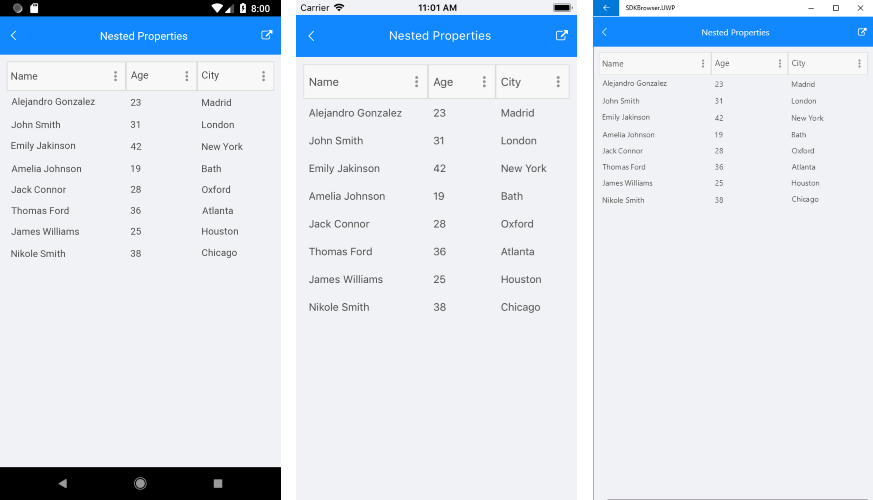 8:00
Nested Properties
Name Age City
Alejandro Gonzalez 23 Madrid
John Smith 31 London
Emily Jakinson 42 New York
Amelia Johnson 19 Bath
Jack Connor 28 Oxford
Thomas Ford 36 Atlanta
James Williams 25 Houston
Nikole Smith 38 Chicago
Carrier 11:01 AM
Nested Properties
Name Age City
Alejandro Gonzalez 23 Madrid
John Smith 31 London
Emily Jakinson 42 New York
Amelia Johnson 19 Bath
Jack Connor 28 Oxford
Thomas Ford 36 Atlanta
James Williams 25 Houston
Nikole Smith 38 Chicago
SDKBrowser.UWP
Nested Properties
Name Age City
Alejandro Gonzalez 23 Madrid
John Smith 31 London
Emily Jakinson 42 New York
Amelia Johnson 19 Bath
Jack Connor 28 Oxford
Thomas Ford 36 Atlanta
James Williams 25 Houston
Nikole Smith 38 Chicago